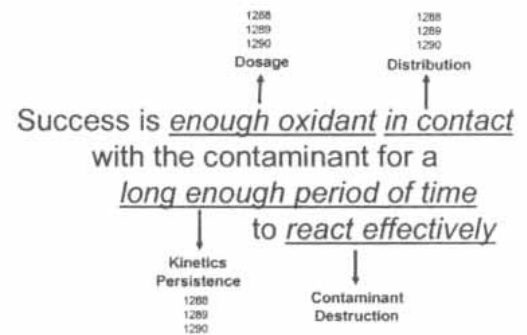 1288 1288
1289 1289
1290 1290
Dosage Distribution
Success is enough oxidant in contact
with the contaminant for a
long enough period of time
to react effectively
Kinetics
Persistence
1288
1289
1290
Contaminant
Destruction